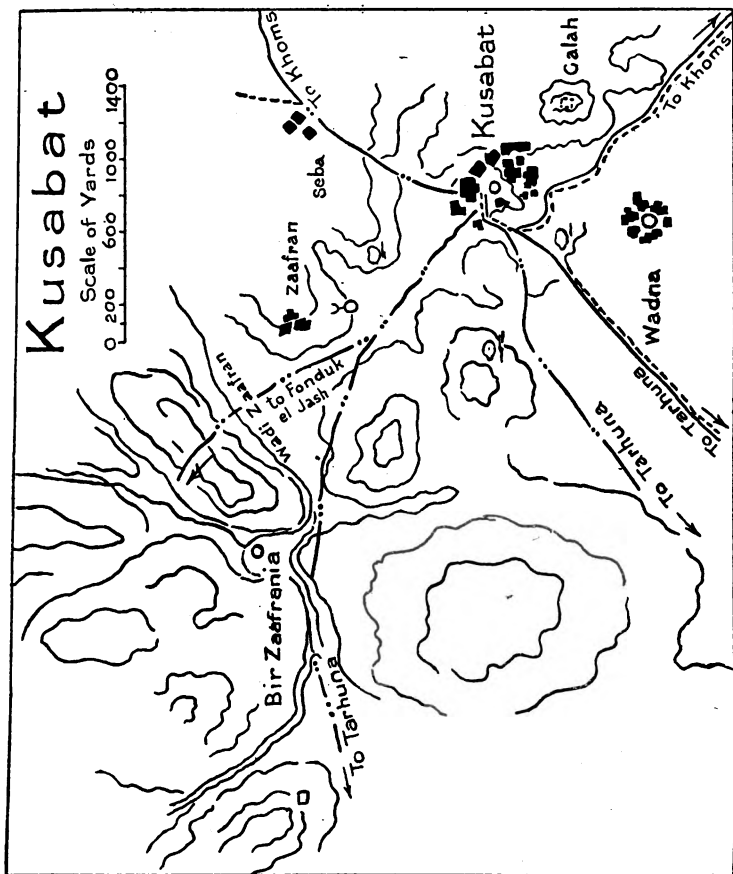 Kusabat
Scale of Yards
0 200 600 1000 1400
To Khoms
Seba
Zaafran
Wadi Zaafran
to Fonduk
el Jash
Bir Zaafrania
To Tarhuna
Kusabat
Galah
To Khoms
Wadna
To Tarhuna
To Tarhuna